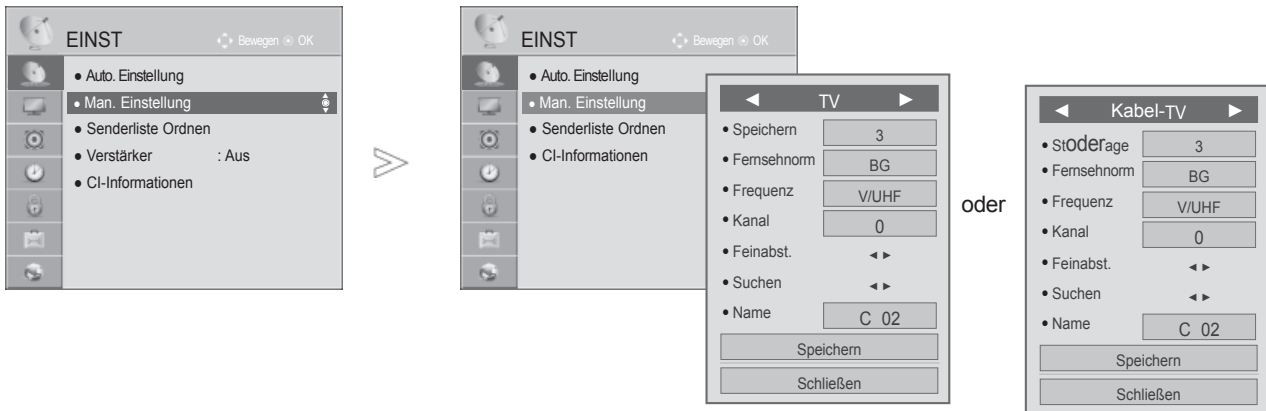 EINST
Bewegen OK
• Auto. Einstellung
• Man. Einstellung
• Senderliste Ordnen
• Verstärker : Aus
• CI-Informationen
EINST
Bewegen OK
• Auto. Einstellung
• Man. Einstellung
• Senderliste Ordnen
• CI-Informationen
◄ TV ►
• Speichern 3
• Fernsehnorm BG
• Frequenz V/UHF
• Kanal 0
• Feinabst. ◄ ►
• Suchen ◄ ►
• Name C 02
Speichern
Schließen
oder
◄ Kabel-TV ►
• Stoderage 3
• Fernsehnorm BG
• Frequenz V/UHF
• Kanal 0
• Feinabst. ◄ ►
• Suchen ◄ ►
• Name C 02
Speichern
Schließen